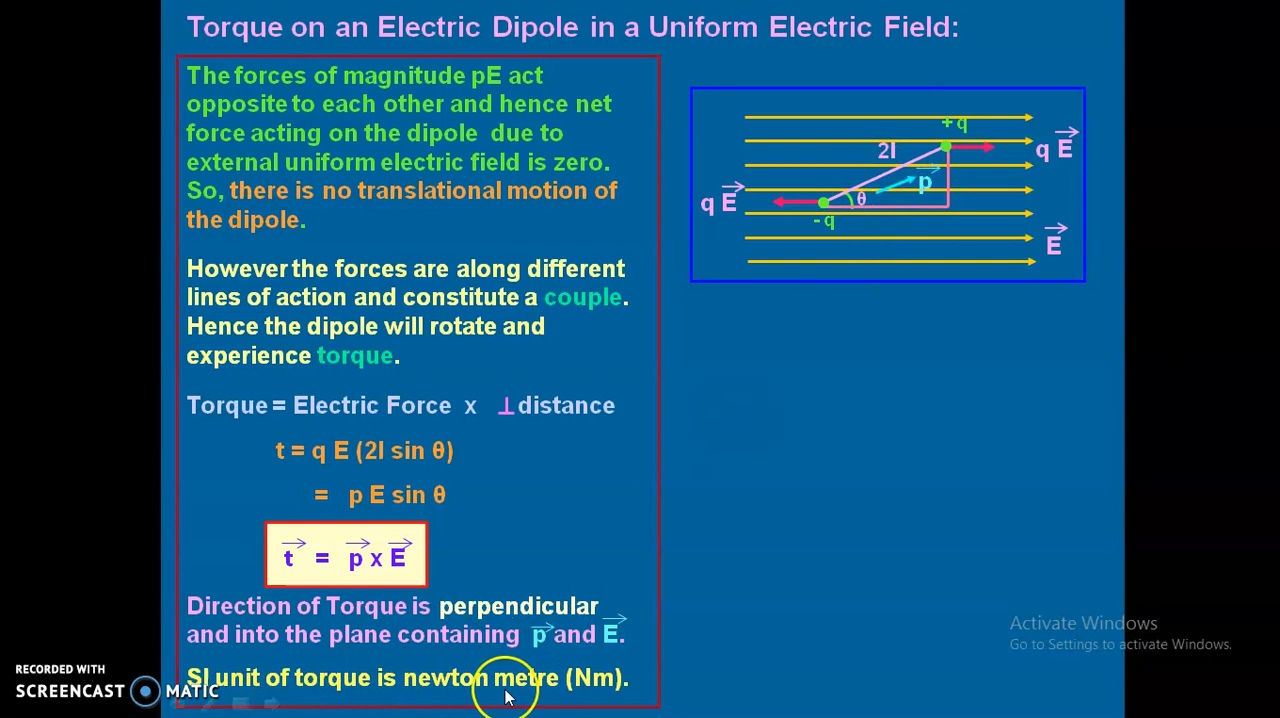 Torque on an Electric Dipole in a Uniform Electric Field:
The forces of magnitude pE act
opposite to each other and hence net
force acting on the dipole due to
external uniform electric field is zero.
So, there is no translational motion of
the dipole.
However the forces are along different
lines of action and constitute a couple.
Hence the dipole will rotate and
experience torque.
Torque = Electric Force x ⊥ distance
t = q E (2l sin θ)
= p E sin θ
t = p x E
Direction of Torque is perpendicular
and into the plane containing p and E.
SI unit of torque is newton metre (Nm).
+ q
2l
q E
p
q E
θ
- q
E
Activate Windows
Go to Settings to activate Windows.
RECORDED WITH
SCREENCAST MATIC